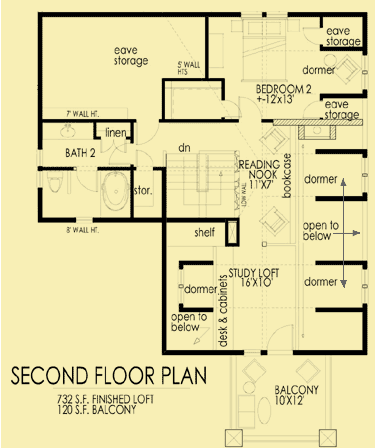 eave
storage
eave
storage
5' WALL
HTS
dormer
BEDROOM 2
+-12'x13'
eave
storage
7' WALL HT.
linen
BATH 2
dn
READING
NOOK
11'X7'
LOW WALL
bookcase
dormer
stor.
8' WALL HT.
shelf
open to
below
STUDY LOFT
16'X10'
dormer
dormer
desk & cabinets
open to
below
SECOND FLOOR PLAN
732 S.F. FINISHED LOFT
120 S.F. BALCONY
BALCONY
10'X12'